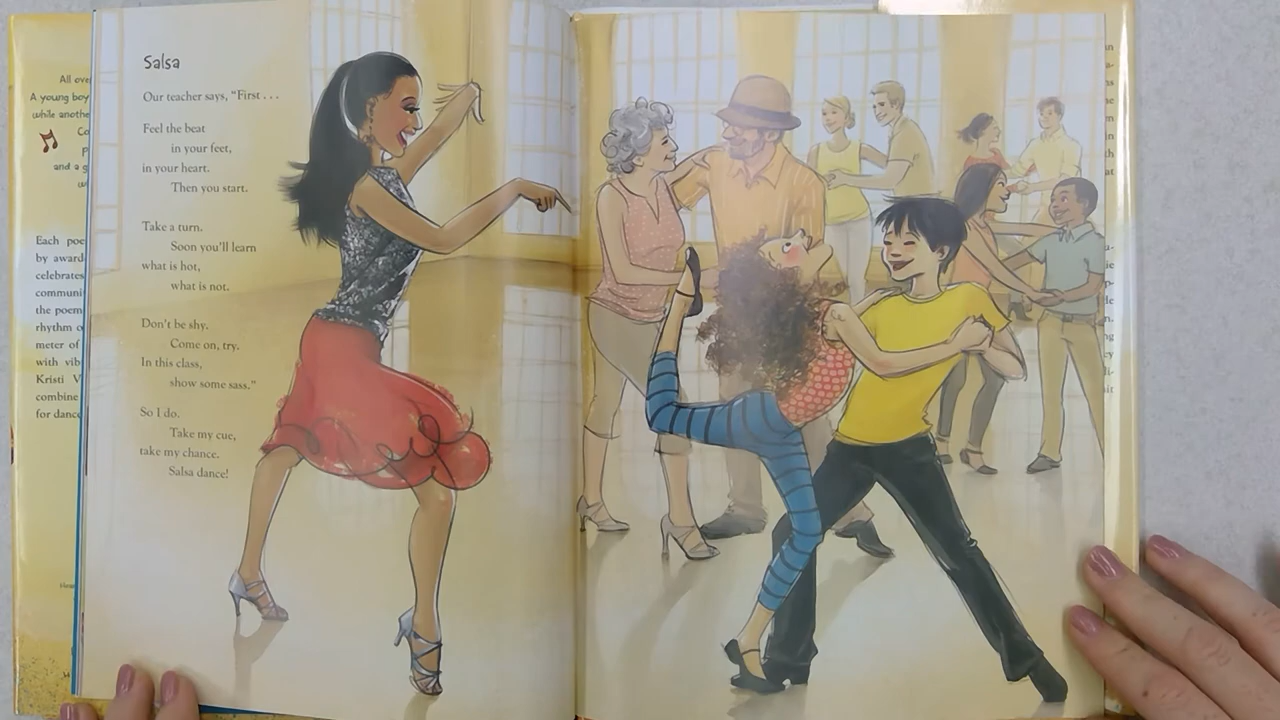 All ove
A young boy
while anothe
Co
and a g
Each poe
by award
celebrates
communi
the poem
rhythm o
meter of
with vib
Kristi V
combine
for dance
Salsa
Our teacher says, “First . . .
Feel the beat
in your feet,
in your heart.
Then you start.
Take a turn.
Soon you’ll learn
what is hot,
what is not.
Don’t be shy.
Come on, try.
In this class,
show some sass.”
So I do.
Take my cue,
take my chance.
Salsa dance!